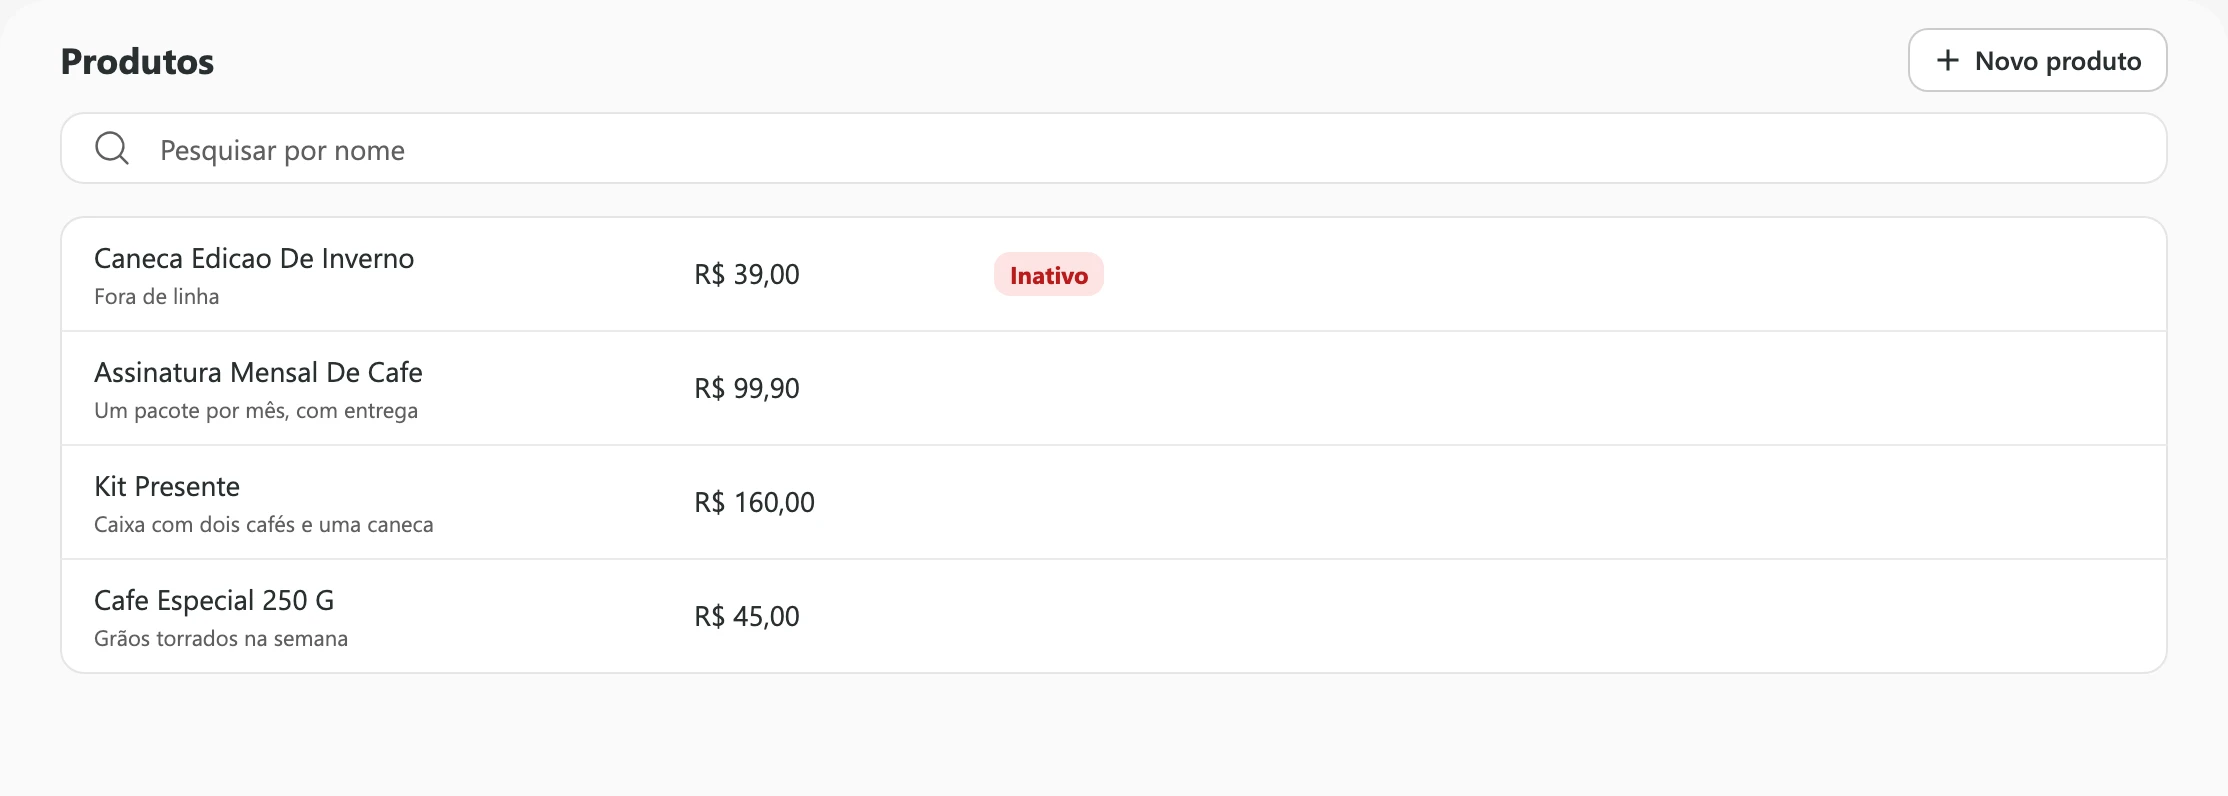 Produtos
+ Novo produto
Pesquisar por nome
Caneca Edicao De Inverno
Fora de linha
R$ 39,00
Inativo
Assinatura Mensal De Cafe
Um pacote por mês, com entrega
R$ 99,90
Kit Presente
Caixa com dois cafés e uma caneca
R$ 160,00
Cafe Especial 250 G
Grãos torrados na semana
R$ 45,00